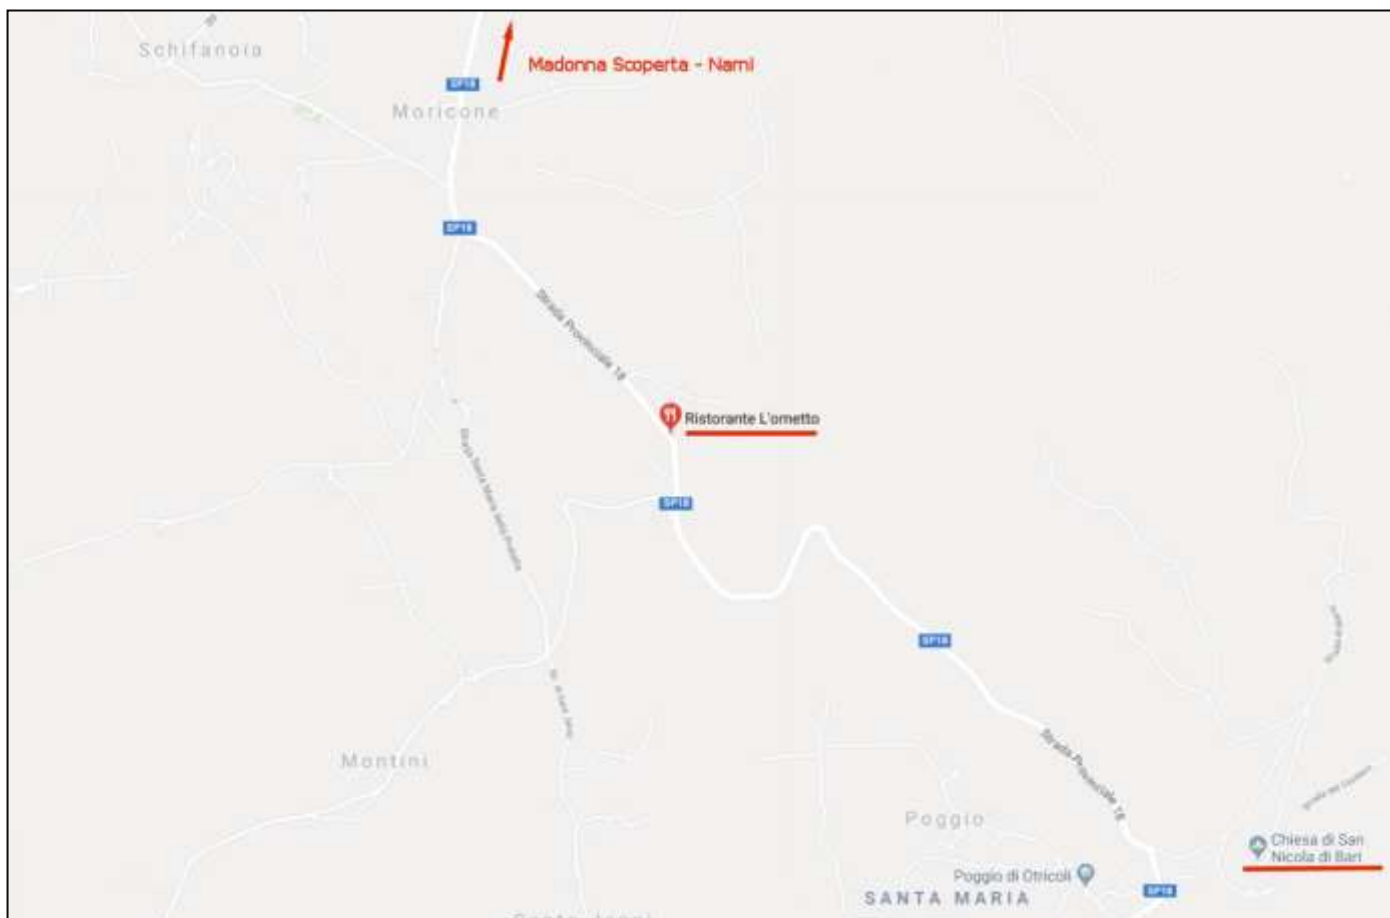 Schifanoia
Madonna Scoperta - Narni
SP18
Moricone
SP18
Strada Provinciale 18
Ristorante L'ometto
SP18
SP18
Strada Provinciale 18
Montini
Poggio
Chiesa di San
Nicola di Bari
Poggio di Otricoli
SANTA MARIA
SP18